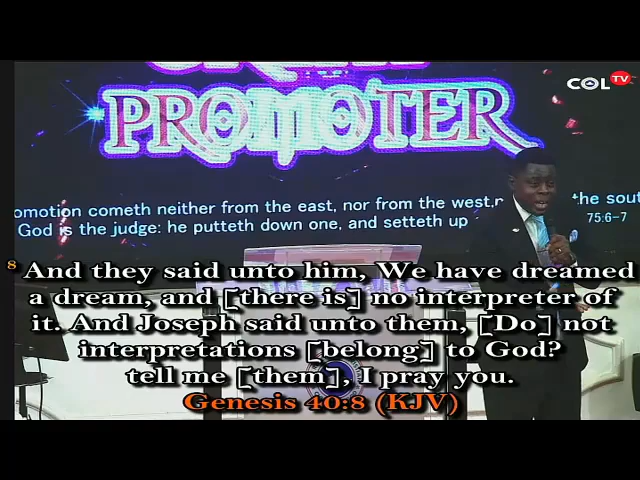 COL TV
PROMOTER
omotion cometh neither from the east, nor from the west, the sout
75:6-7
God is the judge: he putteth down one, and setteth up
8 And they said unto him, We have dreamed
a dream, and [there is] no interpreter of
it. And Joseph said unto them, [Do] not
interpretations [belong] to God?
tell me [them], I pray you.
Genesis 40:8 (KJV)